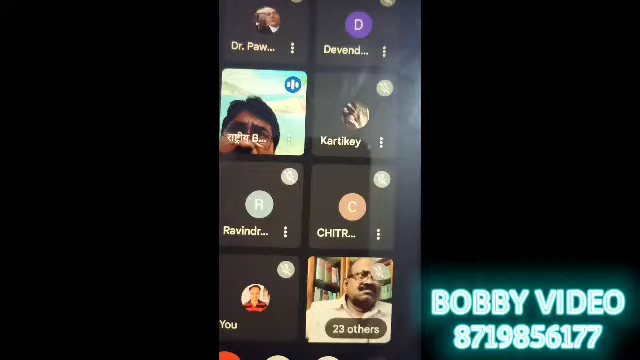 Dr. Paw...
Devend...
राष्ट्रीय B...
Kartikey
R
Ravindr...
C
CHITR...
D
You
23 others
BOBBY VIDEO
8719856177